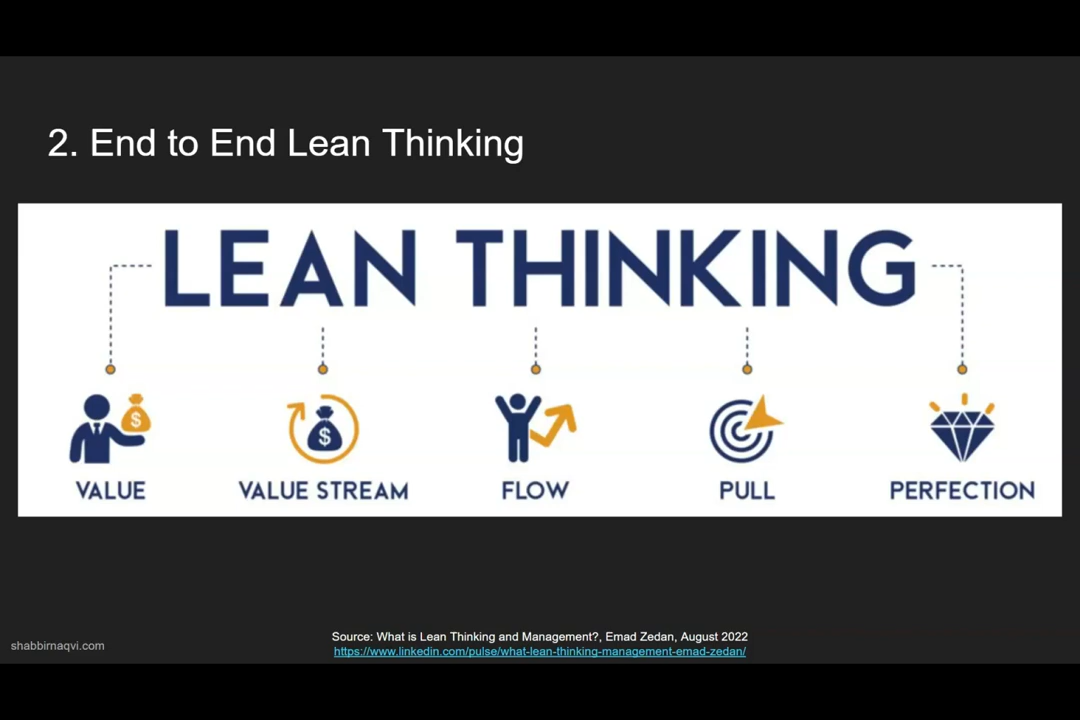 2. End to End Lean Thinking
LEAN THINKING
$
$
VALUE
VALUE STREAM
FLOW
PULL
PERFECTION
Source: What is Lean Thinking and Management?, Emad Zedan, August 2022
https://www.linkedin.com/pulse/what-lean-thinking-management-emad-zedan/
shabbirnaqvi.com